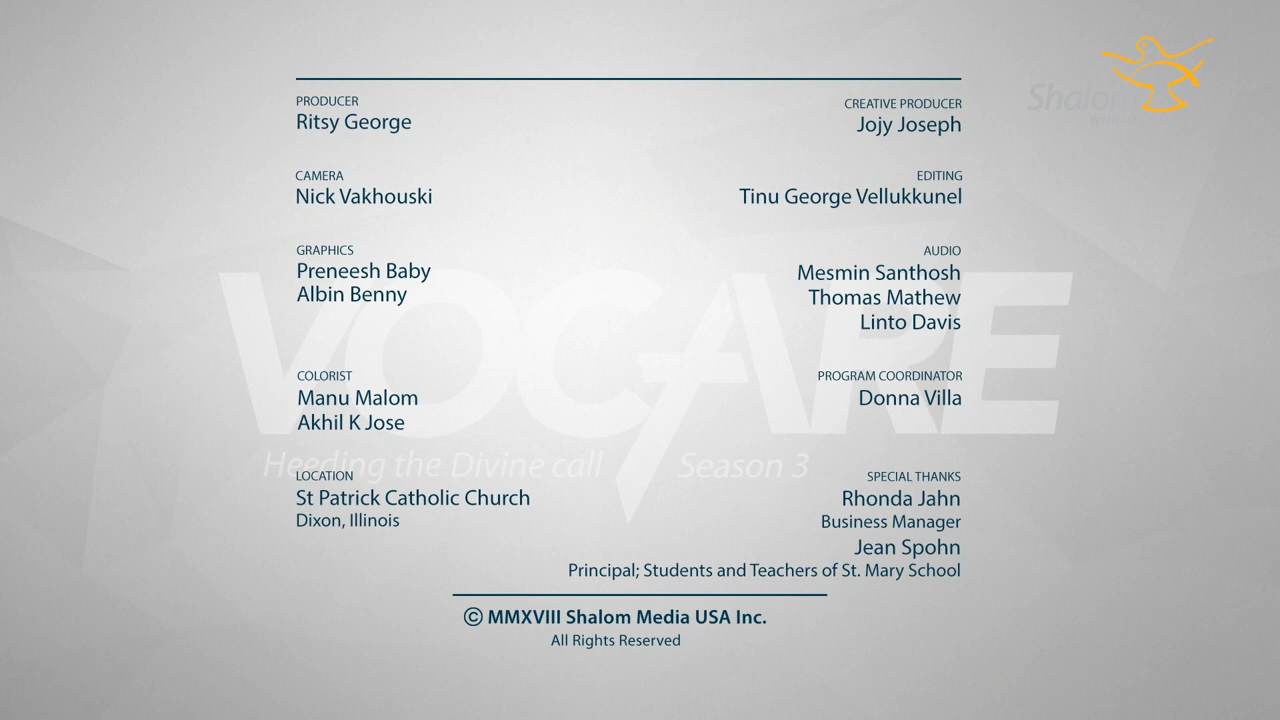 Shalom
WORLD
PRODUCER
Ritsy George
CREATIVE PRODUCER
Jojy Joseph
CAMERA
Nick Vakhouski
EDITING
Tinu George Vellukkunel
GRAPHICS
Preneesh Baby
Albin Benny
AUDIO
Mesmin Santhosh
Thomas Mathew
Linto Davis
VOCARE
Heeding the Divine call Season 3
COLORIST
Manu Malom
Akhil K Jose
PROGRAM COORDINATOR
Donna Villa
LOCATION
St Patrick Catholic Church
Dixon, Illinois
SPECIAL THANKS
Rhonda Jahn
Business Manager
Jean Spohn
Principal; Students and Teachers of St. Mary School
© MMXVIII Shalom Media USA Inc.
All Rights Reserved